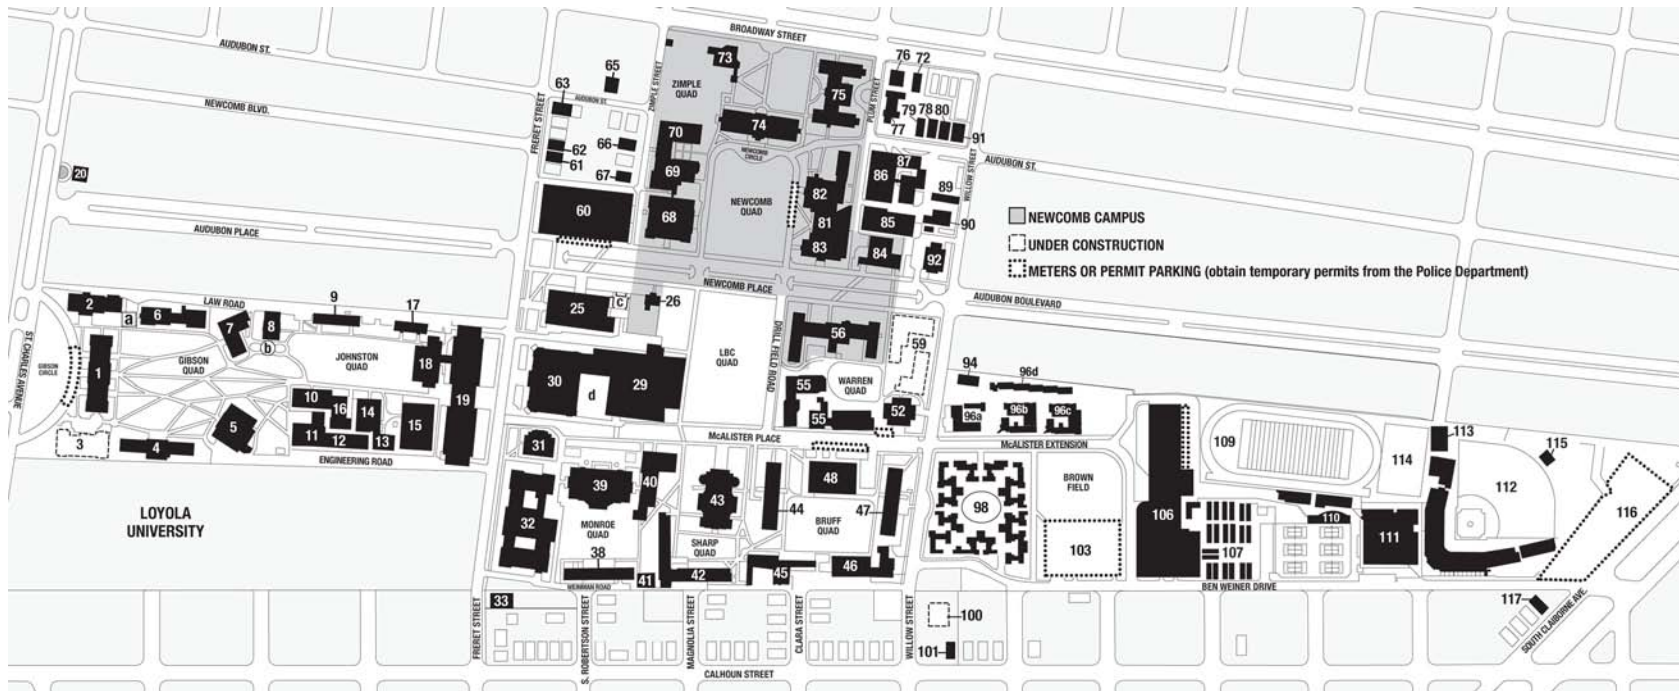 BROADWAY STREET
AUDUBON ST.
NEWCOMB BLVD.
AUDUBON PLACE
LAW ROAD
ST. CHARLES AVENUE
GIBSON CIRCLE
20
2
a
6
7
8
9
17
b
1
GIBSON QUAD
JOHNSTON QUAD
18
19
3
4
5
10
16
14
15
11
12
13
ENGINEERING ROAD
LOYOLA UNIVERSITY
63
65
AUDUBON ST.
FRERET STREET
ZIMPLE STREET
62
61
66
67
60
ZIMPLE QUAD
73
70
69
68
74
75
NEWCOMB CIRCLE
NEWCOMB QUAD
82
81
83
PLUM STREET
76
72
79
78
80
77
91
87
86
89
85
90
84
92
WILLOW STREET
AUDUBON ST.
NEWCOMB CAMPUS
UNDER CONSTRUCTION
METERS OR PERMIT PARKING (obtain temporary permits from the Police Department)
NEWCOMB PLACE
AUDUBON BOULEVARD
25
c
26
30
d
29
LBC QUAD
DRILL FIELD ROAD
56
59
WARREN QUAD
55
55
52
94
96d
96a
96b
96c
McALISTER PLACE
McALISTER EXTENSION
31
32
39
40
MONROE QUAD
38
WEINMAN ROAD
41
43
SHARP QUAD
42
44
48
47
BRUFF QUAD
45
46
98
BROWN FIELD
103
106
107
109
110
111
114
113
115
112
116
BEN WEINER DRIVE
117
SOUTH CLAIBORNE AVE.
33
FRERET STREET
S. ROBERTSON STREET
MAGNOLIA STREET
CLARA STREET
WILLOW STREET
100
101
CALHOUN STREET